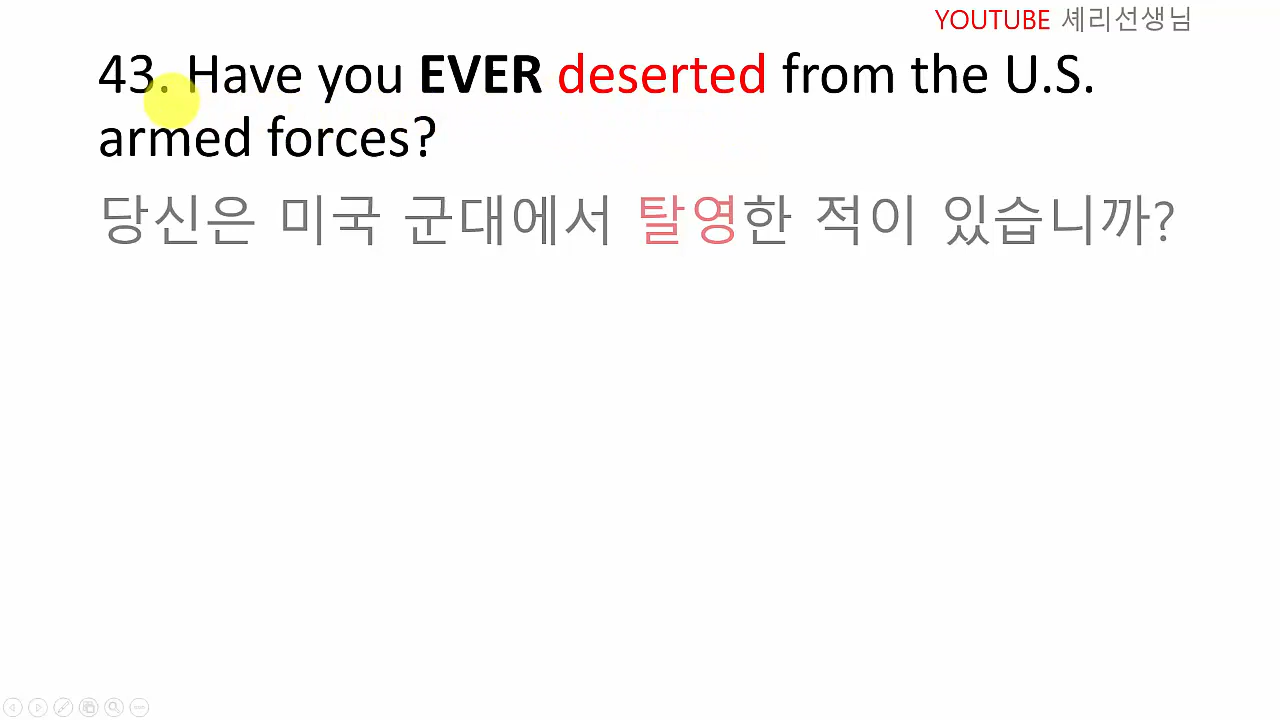 YOUTUBE 셰리선생님
43. Have you EVER deserted from the U.S.
armed forces?
당신은 미국 군대에서 탈영한 적이 있습니까?